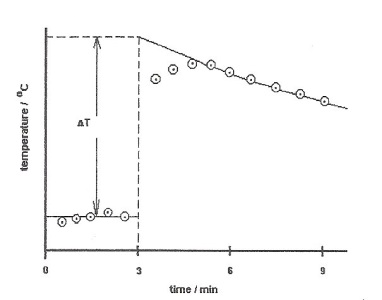 temperature / °C
ΔT
0 3 6 9
time / min